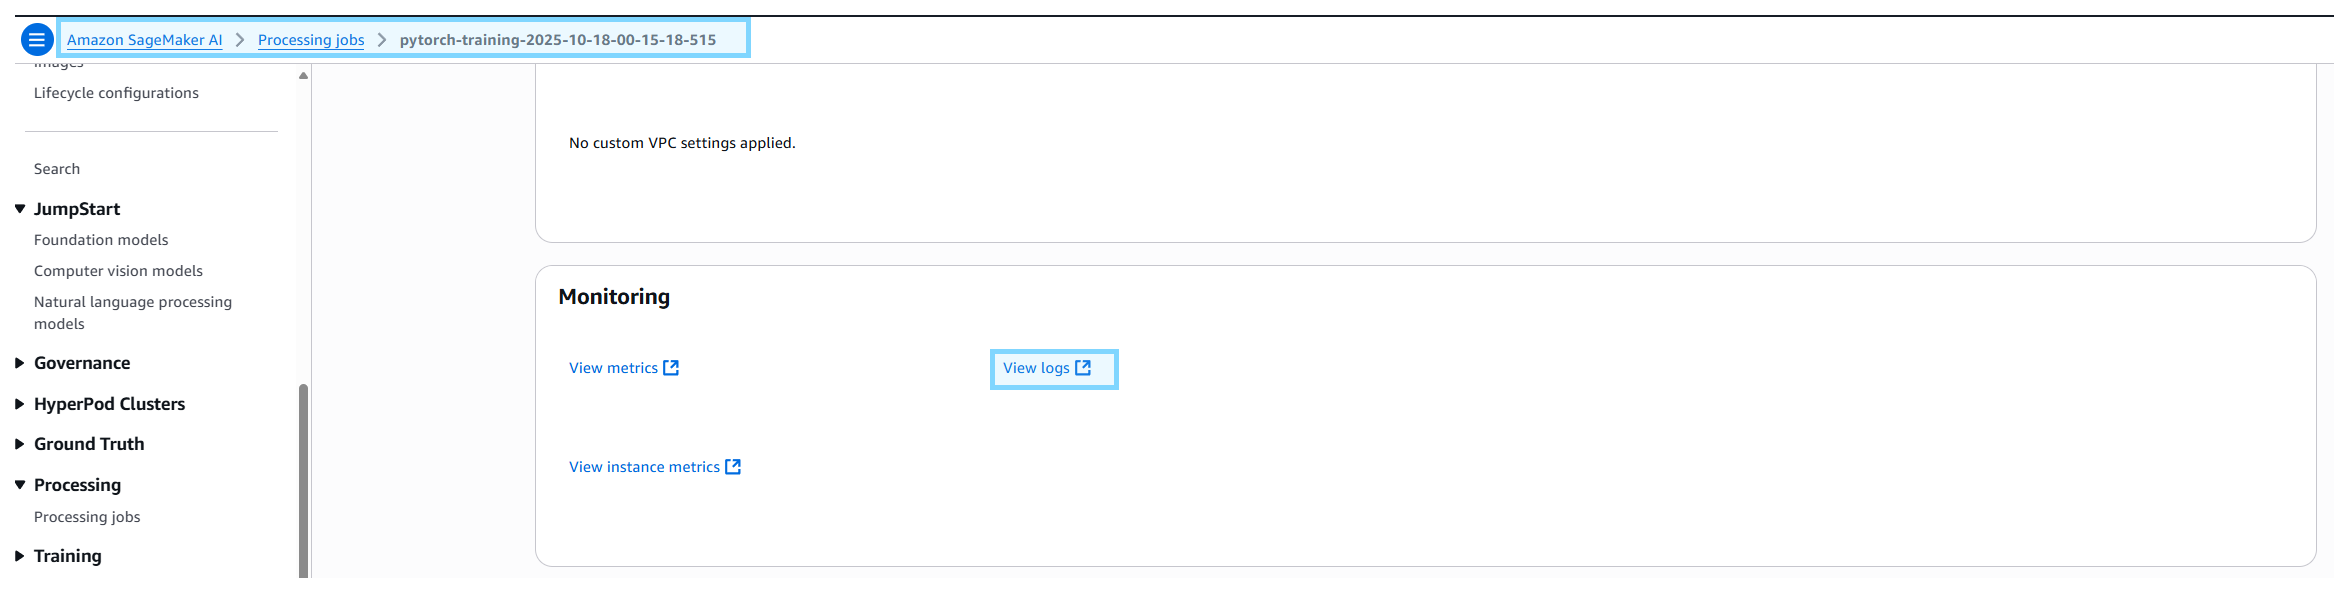 Amazon SageMaker AI > Processing jobs > pytorch-training-2025-10-18-00-15-18-515
Images
Lifecycle configurations
Search
JumpStart
Foundation models
Computer vision models
Natural language processing
models
Governance
HyperPod Clusters
Ground Truth
Processing
Processing jobs
Training
No custom VPC settings applied.
Monitoring
View metrics
View logs
View instance metrics